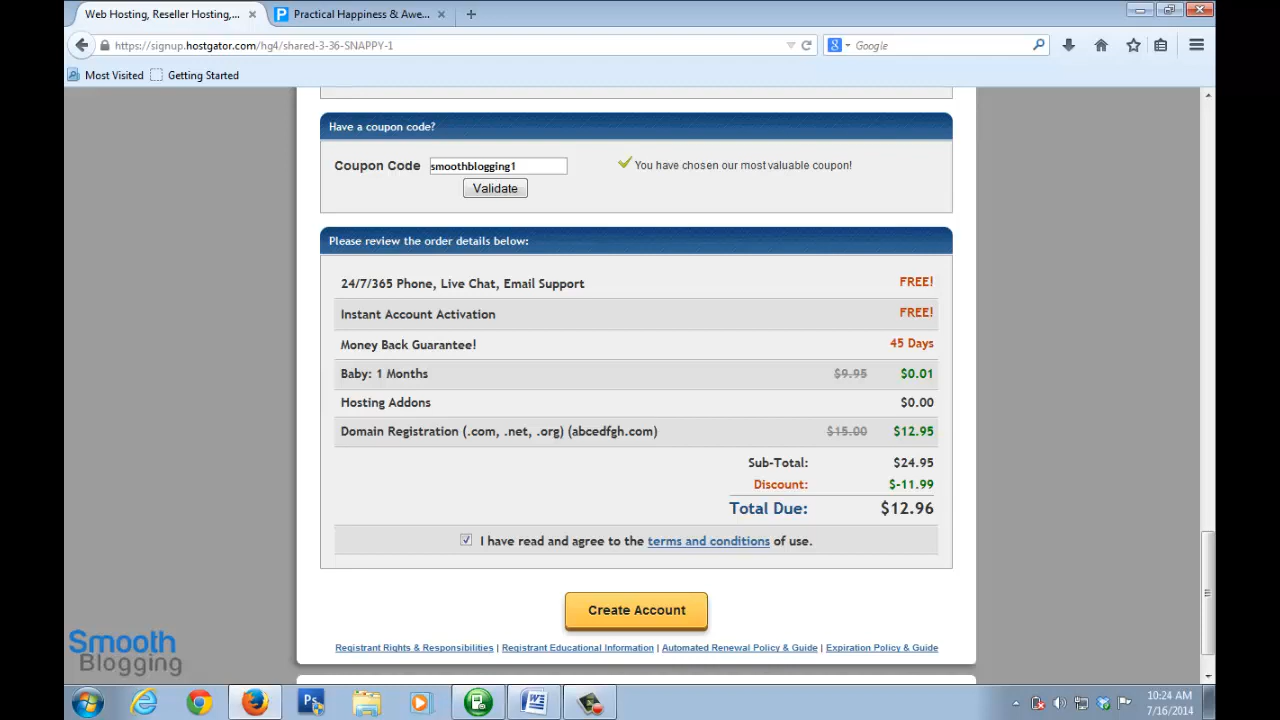 Web Hosting, Reseller Hosting,...
Practical Happiness & Awe...
https://signup.hostgator.com/hg4/shared-3-36-SNAPPY-1
Google
Most Visited
Getting Started
Have a coupon code?
Coupon Code smoothblogging1 You have chosen our most valuable coupon!
Validate
Please review the order details below:
24/7/365 Phone, Live Chat, Email Support FREE!
Instant Account Activation FREE!
Money Back Guarantee! 45 Days
Baby: 1 Months $9.95 $0.01
Hosting Addons $0.00
Domain Registration (.com, .net, .org) (abcedfgh.com) $15.00 $12.95
Sub-Total: $24.95
Discount: $-11.99
Total Due: $12.96
I have read and agree to the terms and conditions of use.
Create Account
Registrant Rights & Responsibilities | Registrant Educational Information | Automated Renewal Policy & Guide | Expiration Policy & Guide
Smooth
Blogging
10:24 AM
7/16/2014